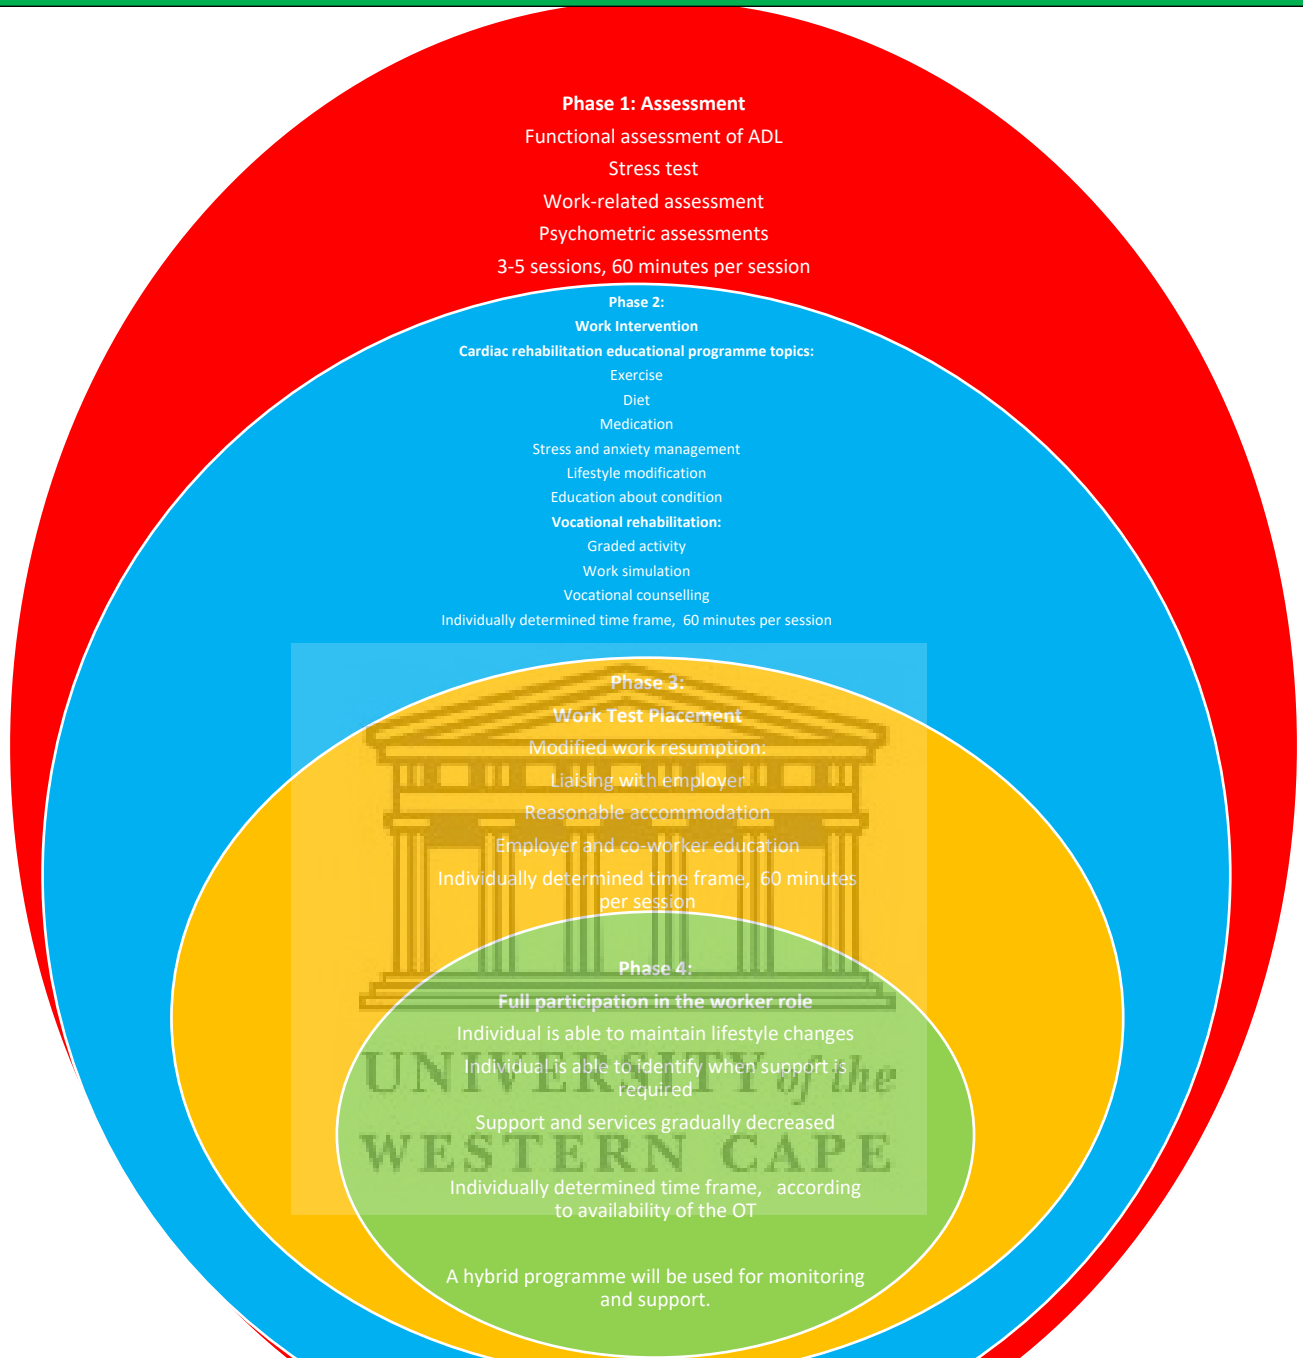 Phase 1: Assessment
Functional assessment of ADL
Stress test
Work-related assessment
Psychometric assessments
3-5 sessions, 60 minutes per session
Phase 2:
Work Intervention
Cardiac rehabilitation educational programme topics:
Exercise
Diet
Medication
Stress and anxiety management
Lifestyle modification
Education about condition
Vocational rehabilitation:
Graded activity
Work simulation
Vocational counselling
Individually determined time frame, 60 minutes per session
Phase 3:
Work Test Placement
Modified work resumption:
Liaising with employer
Reasonable accommodation
Employer and co-worker education
Individually determined time frame, 60 minutes
per session
Phase 4:
Full participation in the worker role
Individual is able to maintain lifestyle changes
Individual is able to identify when support is
required
UNIVERSITY of the
Support and services gradually decreased
WESTERN CAPE
Individually determined time frame, according
to availability of the OT
A hybrid programme will be used for monitoring
and support.